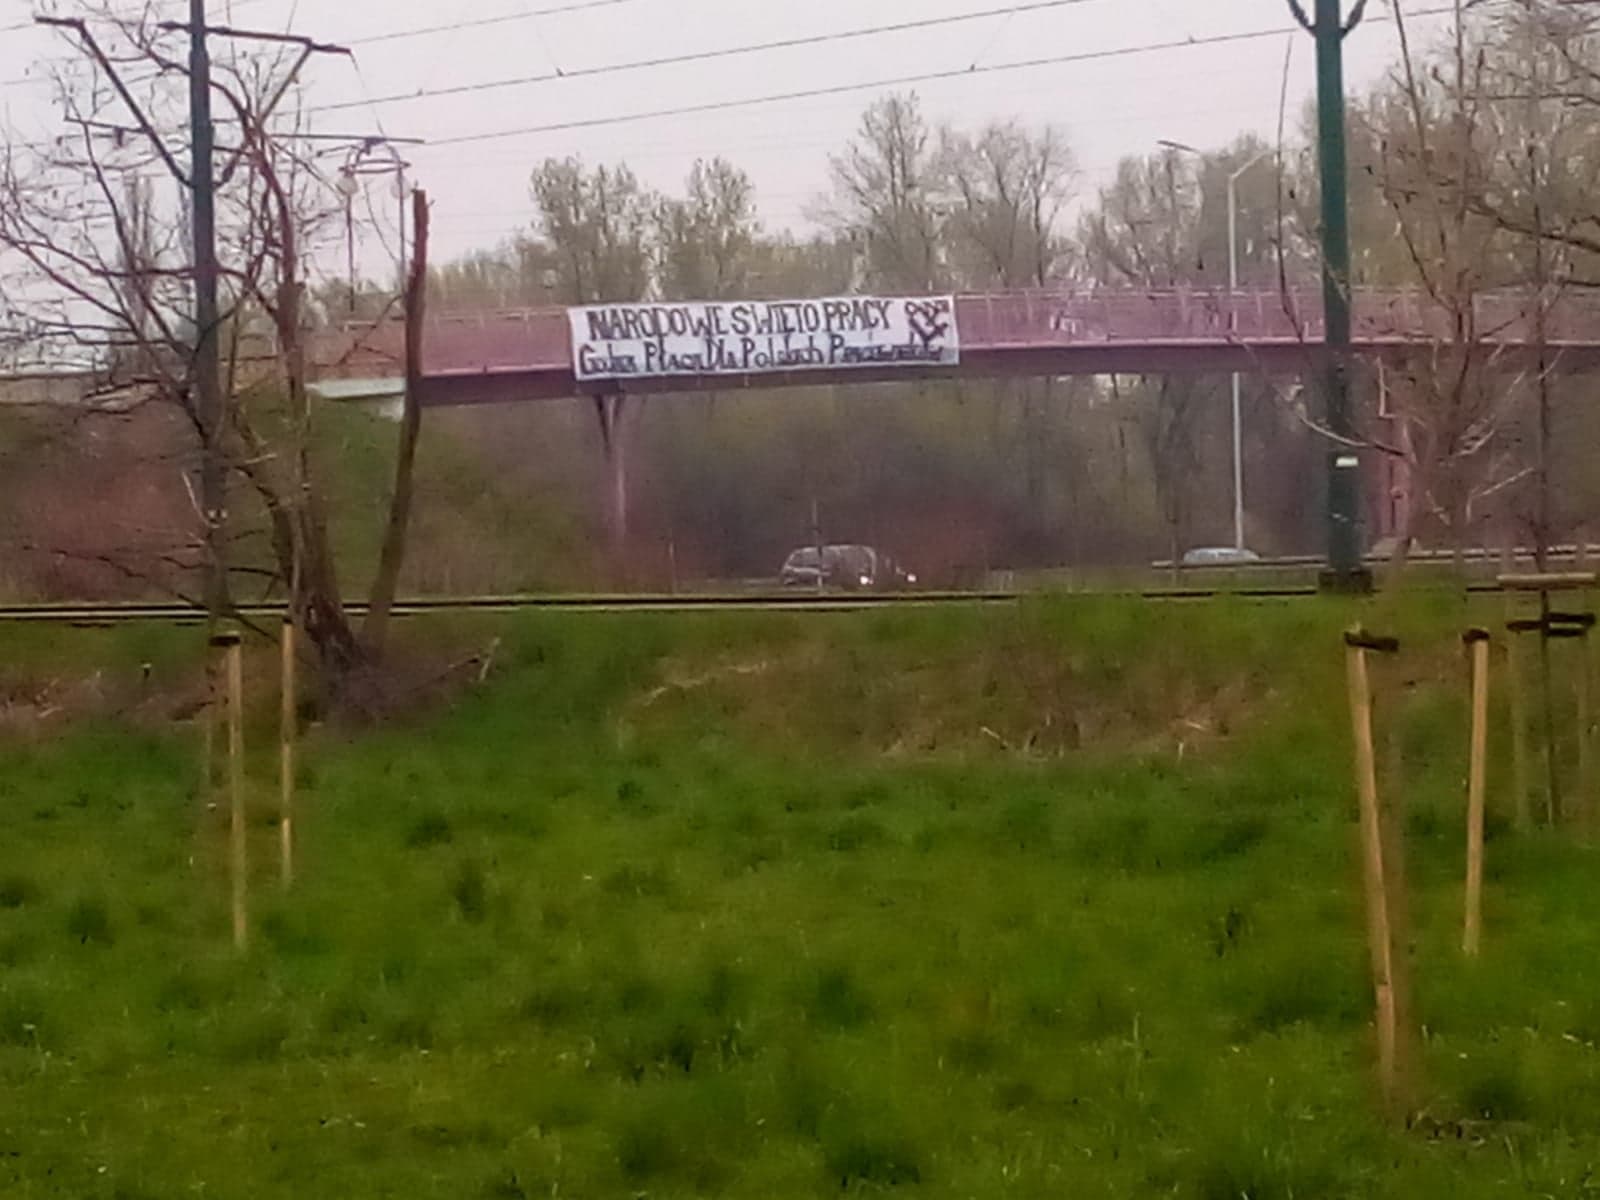 NARODOWE ŚWIĘTO PRACY
Godna Płaca Dla Polskich Pracowników